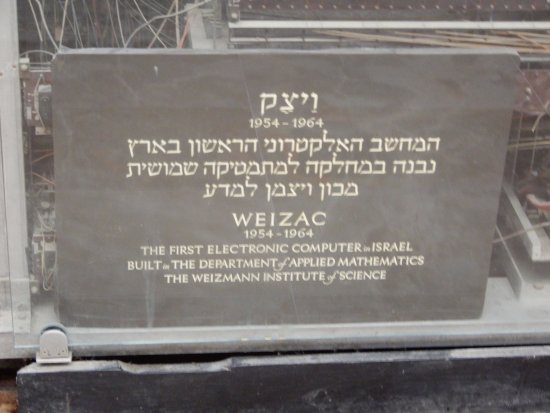 וַיצַק
1954-1964
המחשב האלקטרוני הראשון בארץ
נבנה במחלקה למתמטיקה שמושית
מכון ויצמן למדע
WEIZAC
1954-1964
THE FIRST ELECTRONIC COMPUTER in ISRAEL
BUILT in THE DEPARTMENT of APPLIED MATHEMATICS
THE WEIZMANN INSTITUTE of SCIENCE